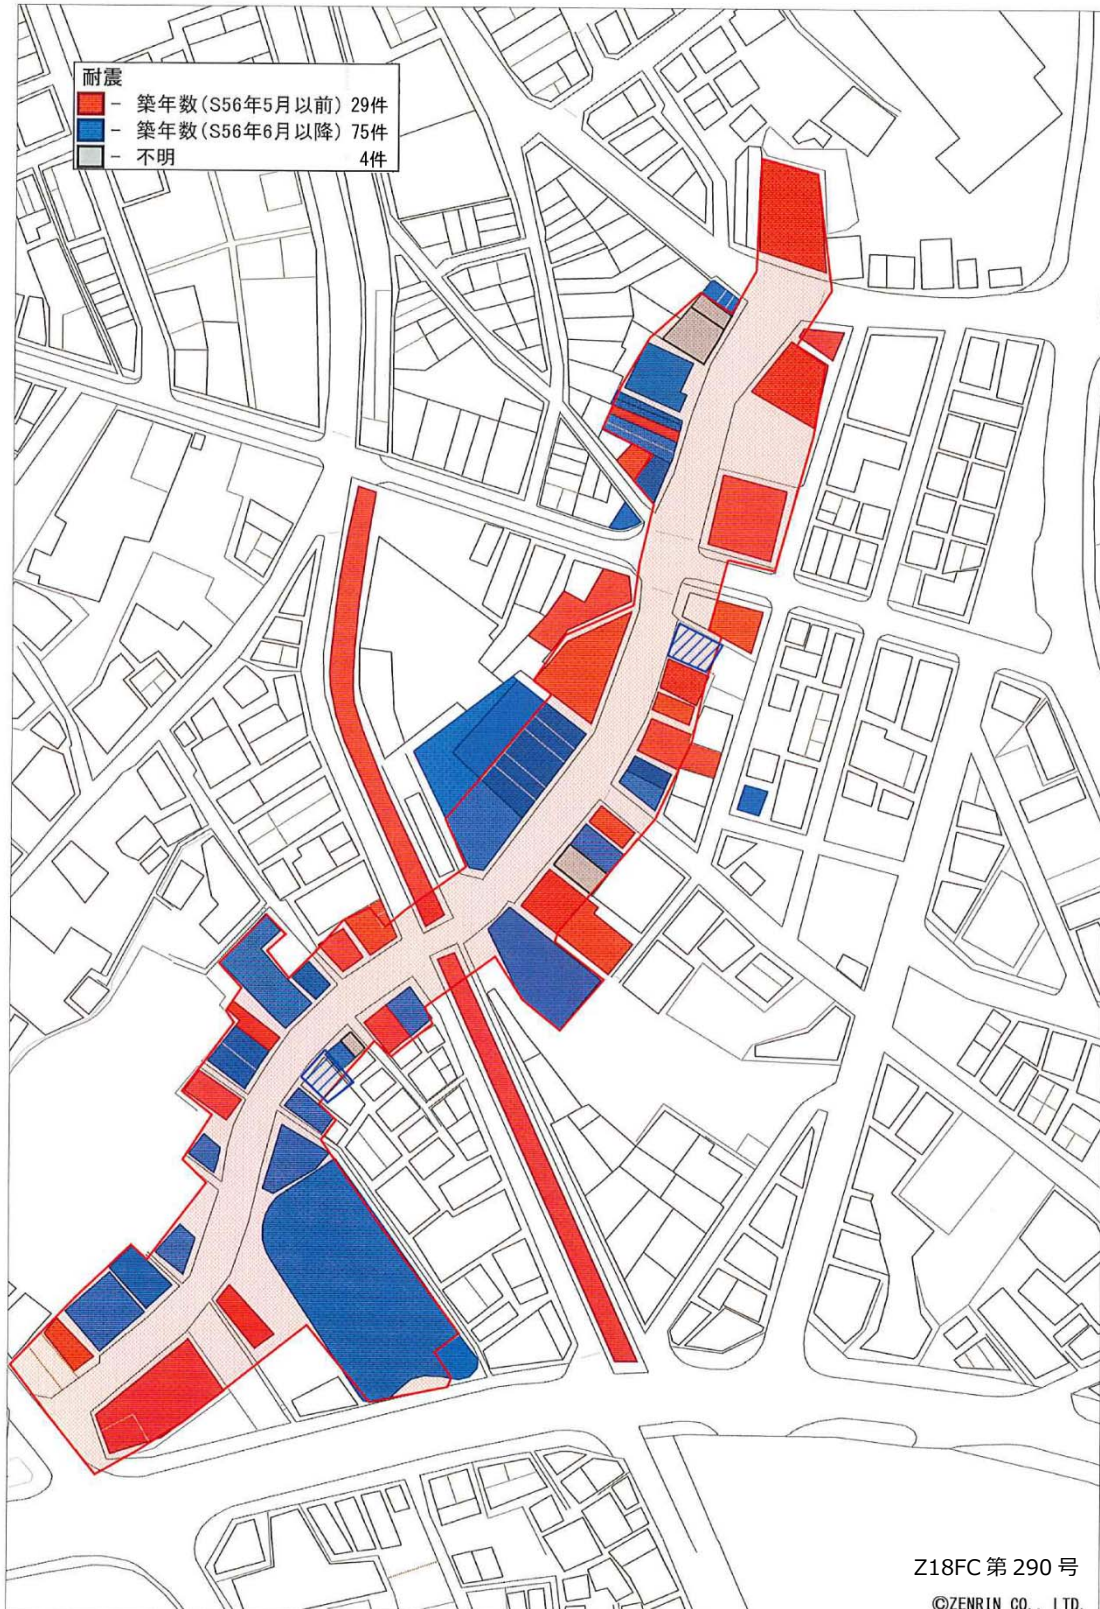 耐震
- 築年数(S56年5月以前) 29件
- 築年数(S56年6月以降) 75件
- 不明 4件
Z18FC 第 290 号
©ZENRIN CO., LTD.